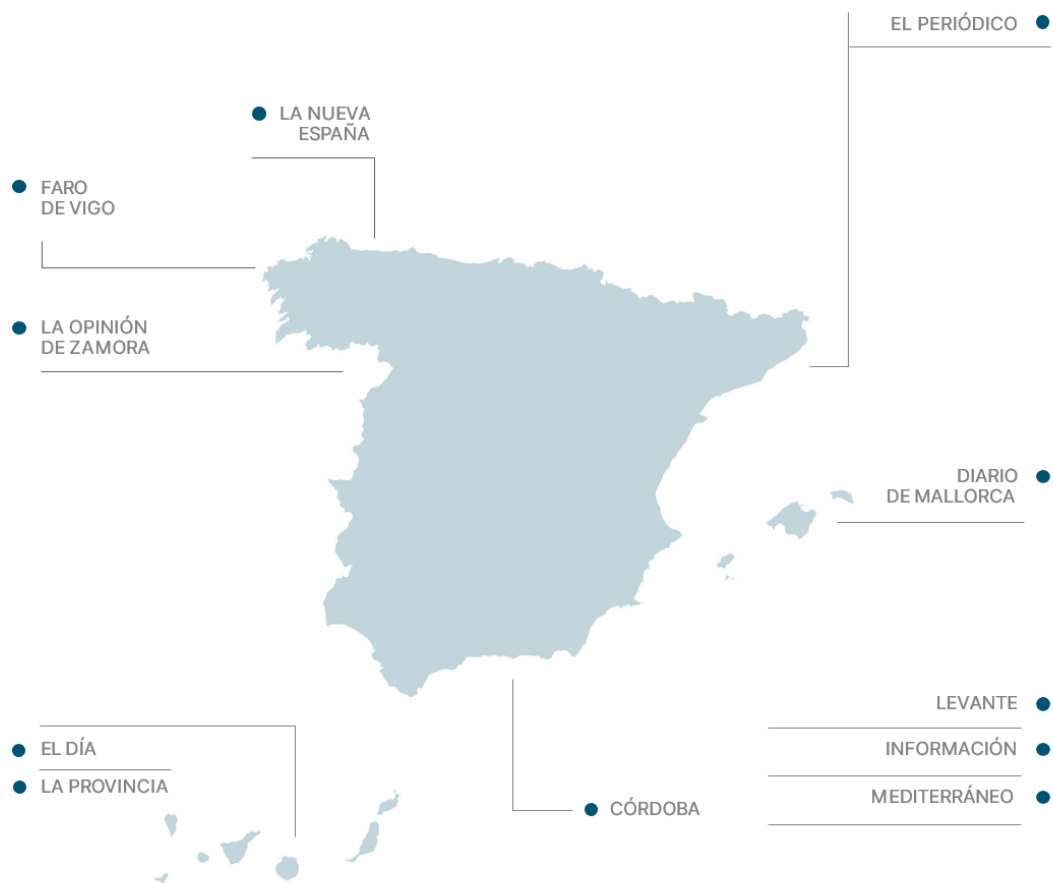 EL PERIÓDICO
LA NUEVA
ESPAÑA
FARO
DE VIGO
LA OPINIÓN
DE ZAMORA
DIARIO
DE MALLORCA
LEVANTE
INFORMACIÓN
MEDITERRÁNEO
EL DÍA
LA PROVINCIA
CÓRDOBA